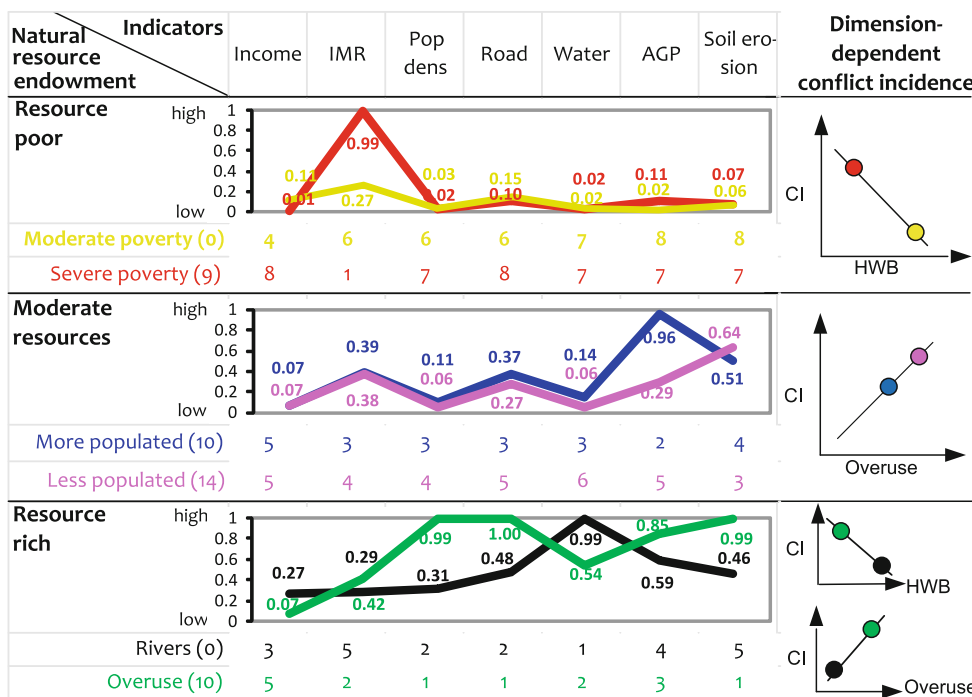 Indicators
Natural resource endowment
Income IMR Pop dens Road Water AGP Soil ero-sion
Dimension-dependent conflict incidence
Resource poor
high 1
0.8
0.6
0.4
0.2
low 0
0.11 0.27 0.03 0.15 0.02 0.02 0.06
0.01 0.99 0.02 0.10 0.02 0.11 0.07
Moderate poverty (0) 4 6 6 6 7 8 8
Severe poverty (9) 8 1 7 8 7 7 7
CI
HWB
Moderate resources
high 1
0.8
0.6
0.4
0.2
low 0
0.07 0.39 0.11 0.37 0.14 0.96 0.51
0.07 0.38 0.06 0.27 0.06 0.29 0.64
More populated (10) 5 3 3 3 3 2 4
Less populated (14) 5 4 4 5 6 5 3
CI
Overuse
Resource rich
high 1
0.8
0.6
0.4
0.2
low 0
0.27 0.29 0.31 0.48 0.99 0.59 0.46
0.07 0.42 0.99 1.00 0.54 0.85 0.99
Rivers (0) 3 5 2 2 1 4 5
Overuse (10) 5 2 1 1 2 3 1
CI
HWB
CI
Overuse